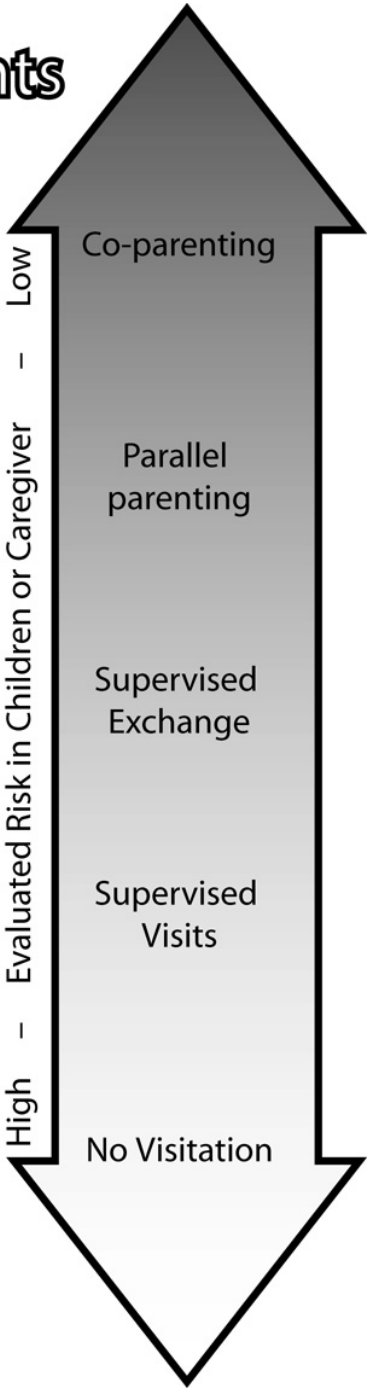 Co-parenting
Parallel
parenting
Supervised
Exchange
Supervised
Visits
No Visitation
High – Evaluated Risk in Children or Caregiver – Low